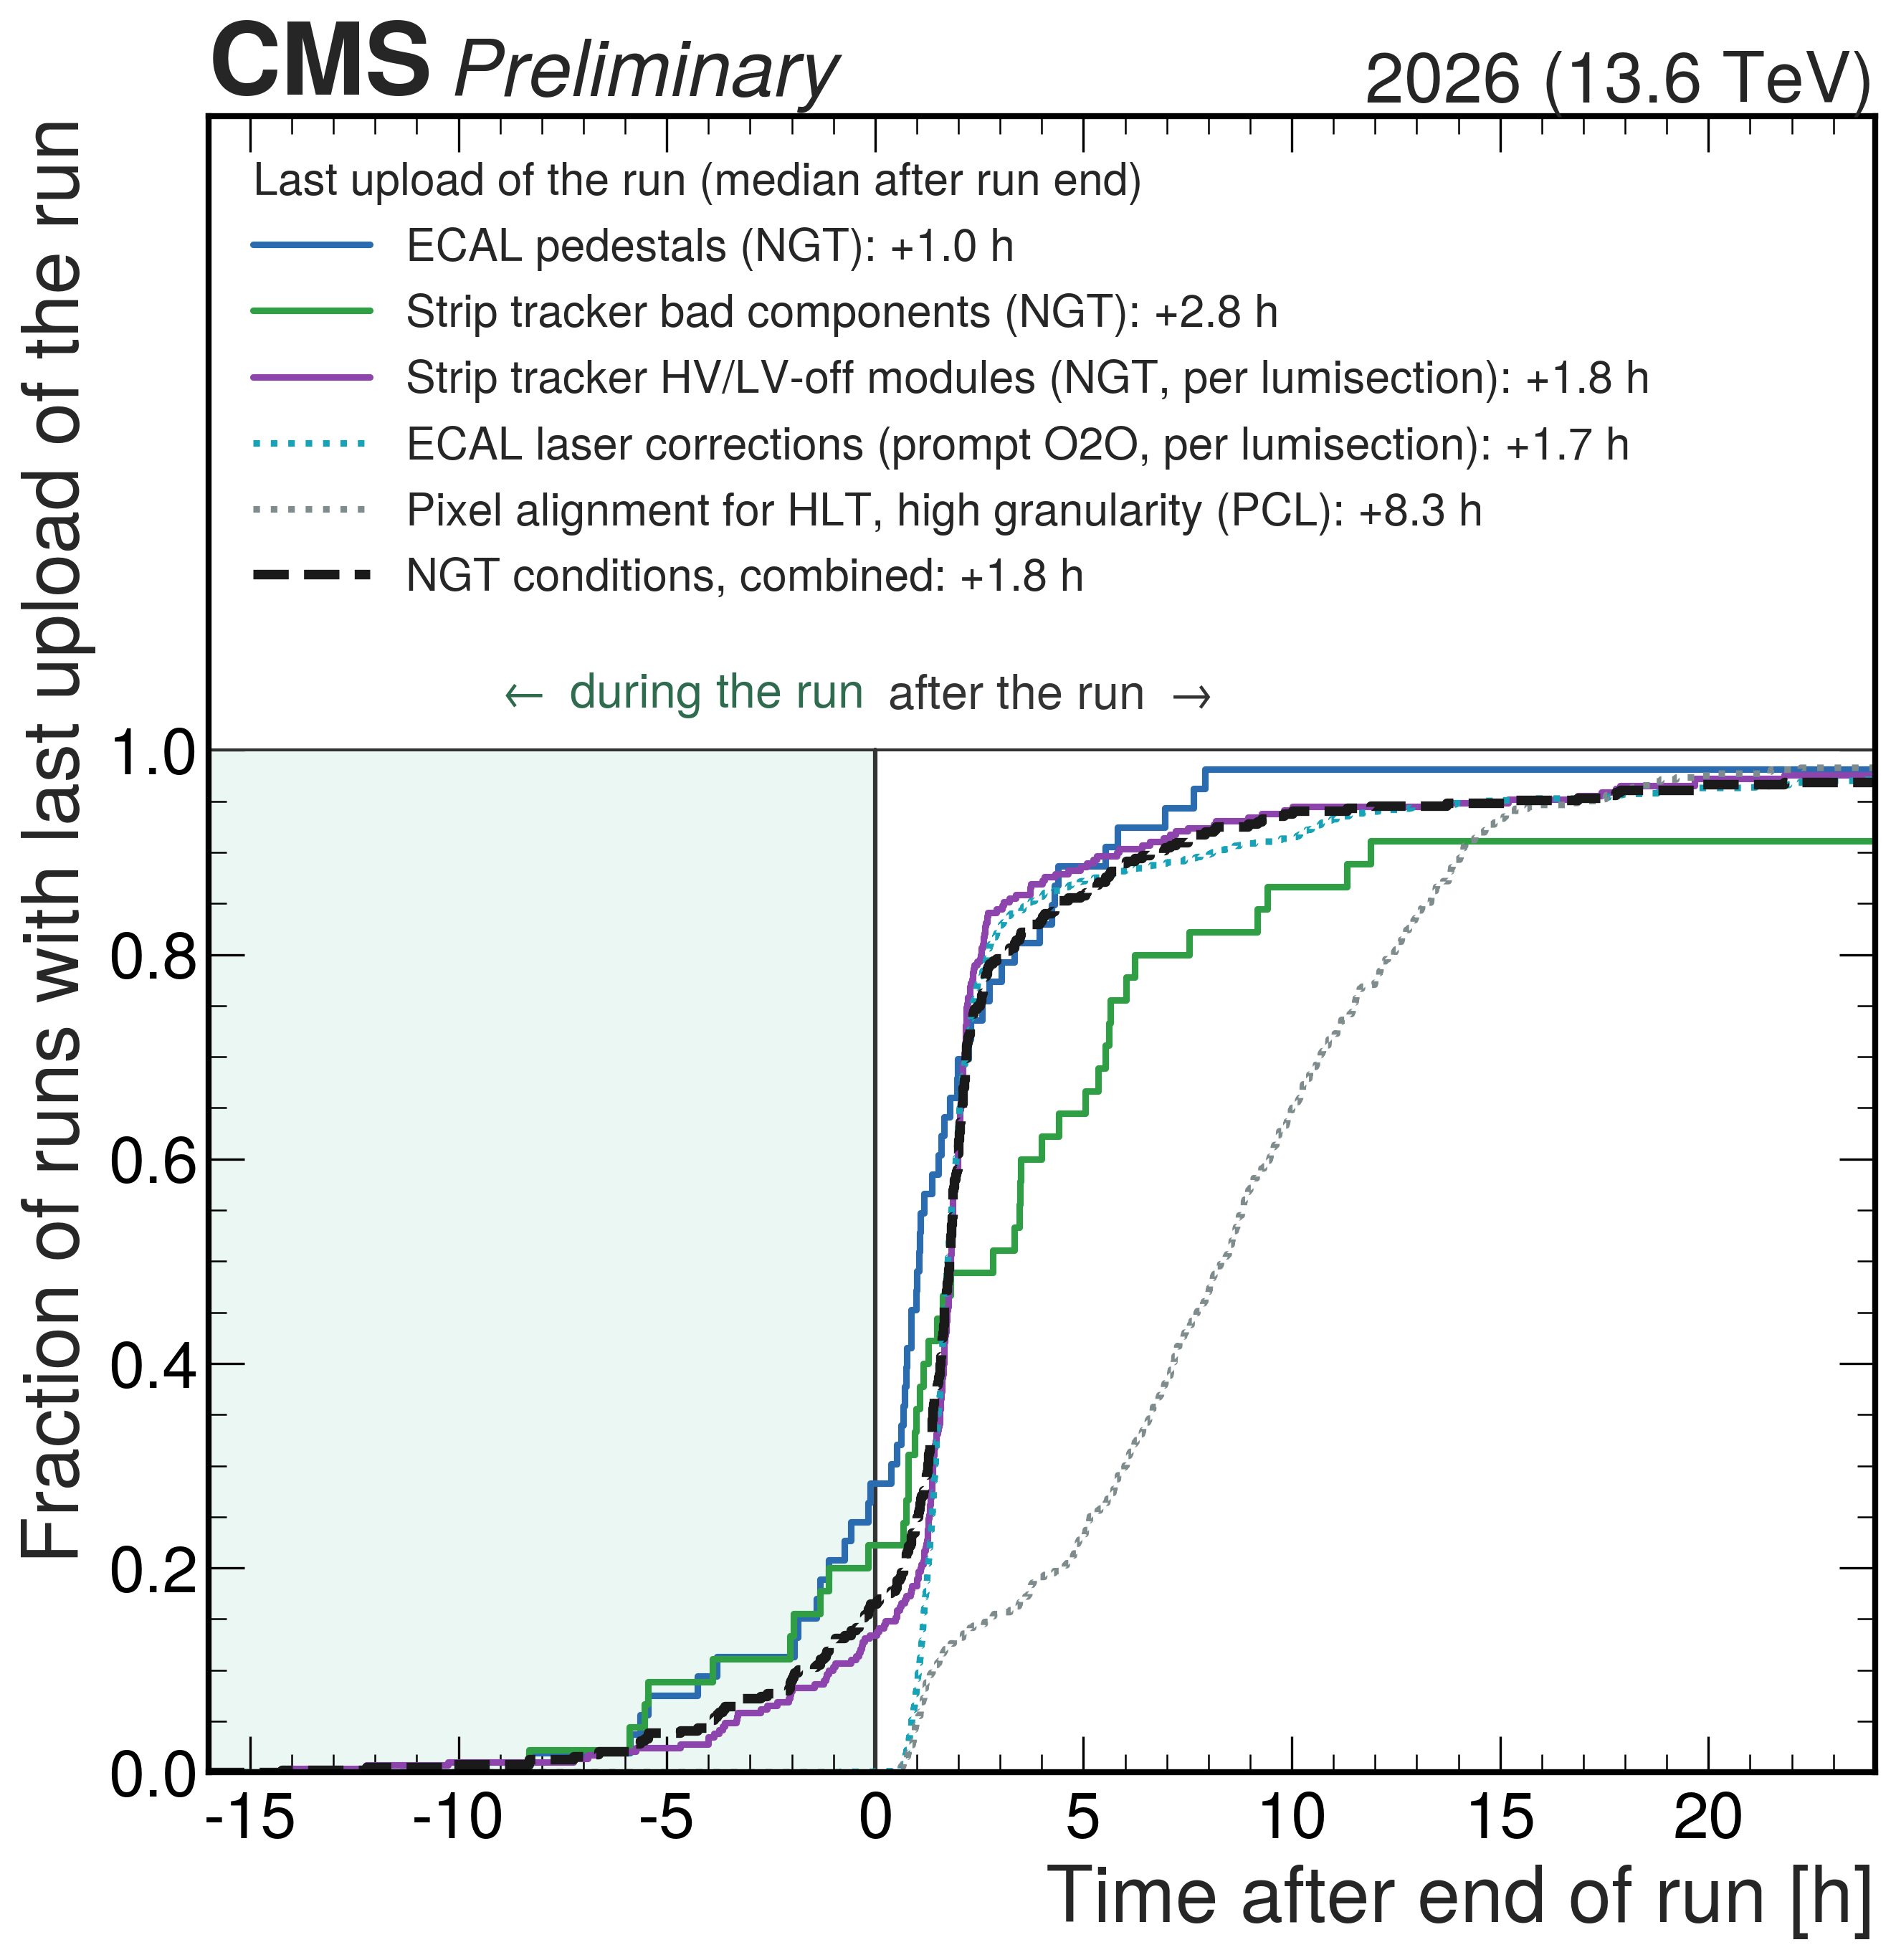 CMS Preliminary 2026 (13.6 TeV)
Last upload of the run (median after run end)
ECAL pedestals (NGT): +1.0 h
Strip tracker bad components (NGT): +2.8 h
Strip tracker HV/LV-off modules (NGT, per lumisection): +1.8 h
ECAL laser corrections (prompt O2O, per lumisection): +1.7 h
Pixel alignment for HLT, high granularity (PCL): +8.3 h
NGT conditions, combined: +1.8 h
← during the run after the run →
Fraction of runs with last upload of the run
1.0
0.8
0.6
0.4
0.2
0.0
-15 -10 -5 0 5 10 15 20
Time after end of run [h]